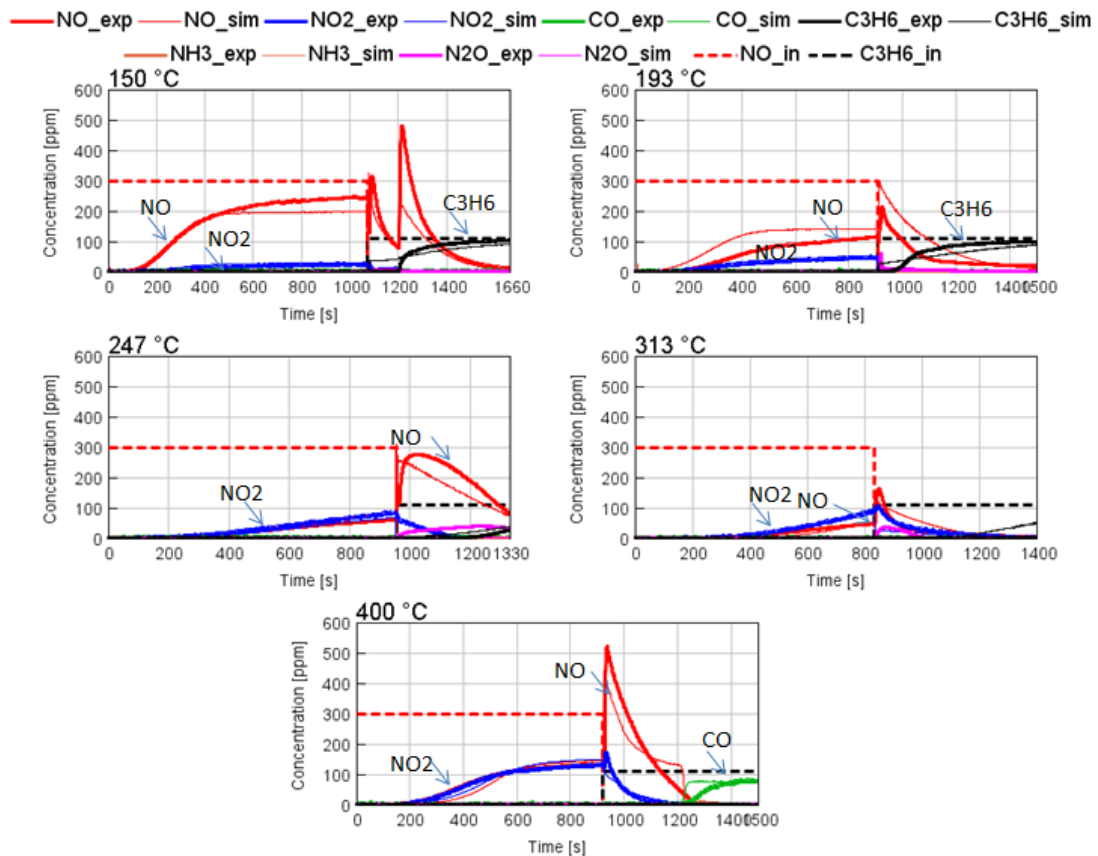 NO_exp NO_sim NO2_exp NO2_sim CO_exp CO_sim C3H6_exp C3H6_sim
NH3_exp NH3_sim N2O_exp N2O_sim NO_in C3H6_in
150 °C
193 °C
Concentration [ppm]
600
500
400
300
200
100
0
NO
NO2
C3H6
0 200 400 600 800 1000 1200 1400 1660
Time [s]
Concentration [ppm]
600
500
400
300
200
100
0
NO
NO2
C3H6
0 200 400 600 800 1000 1200 14001500
Time [s]
247 °C
313 °C
Concentration [ppm]
600
500
400
300
200
100
0
NO2
NO
0 200 400 600 800 1000 12001330
Time [s]
Concentration [ppm]
600
500
400
300
200
100
0
NO2 NO
0 200 400 600 800 1000 1200 1400
Time [s]
400 °C
Concentration [ppm]
600
500
400
300
200
100
0
NO2
NO
CO
0 200 400 600 800 1000 1200 14001500
Time [s]